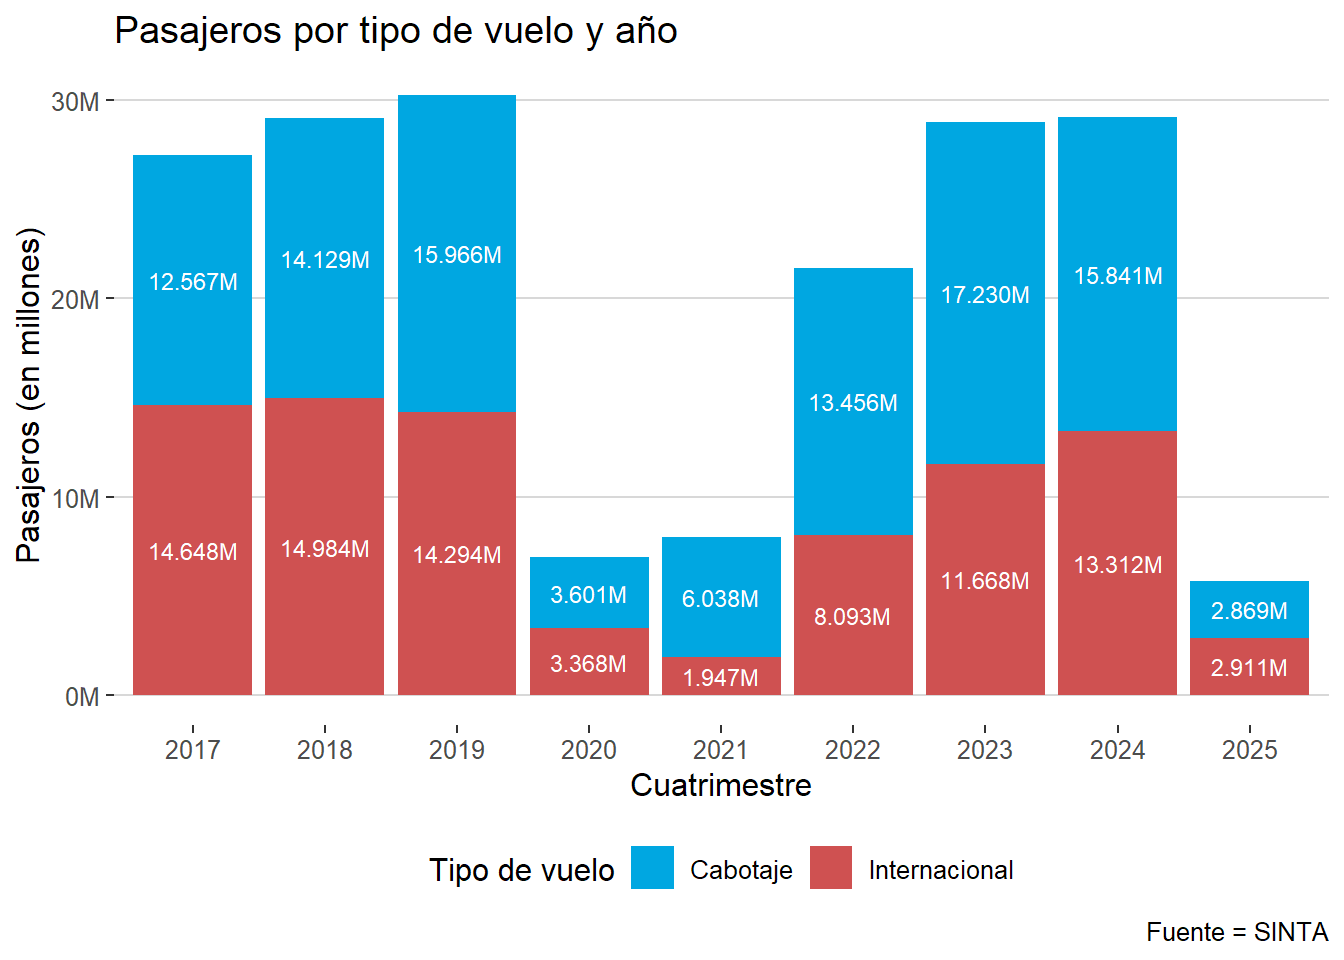 Pasajeros por tipo de vuelo y año
Pasajeros (en millones)
30M
20M
10M
0M
12.567M
14.129M
15.966M
3.601M
6.038M
13.456M
17.230M
15.841M
2.869M
14.648M
14.984M
14.294M
3.368M
1.947M
8.093M
11.668M
13.312M
2.911M
2017 2018 2019 2020 2021 2022 2023 2024 2025
Cuatrimestre
Tipo de vuelo Cabotaje Internacional
Fuente = SINTA